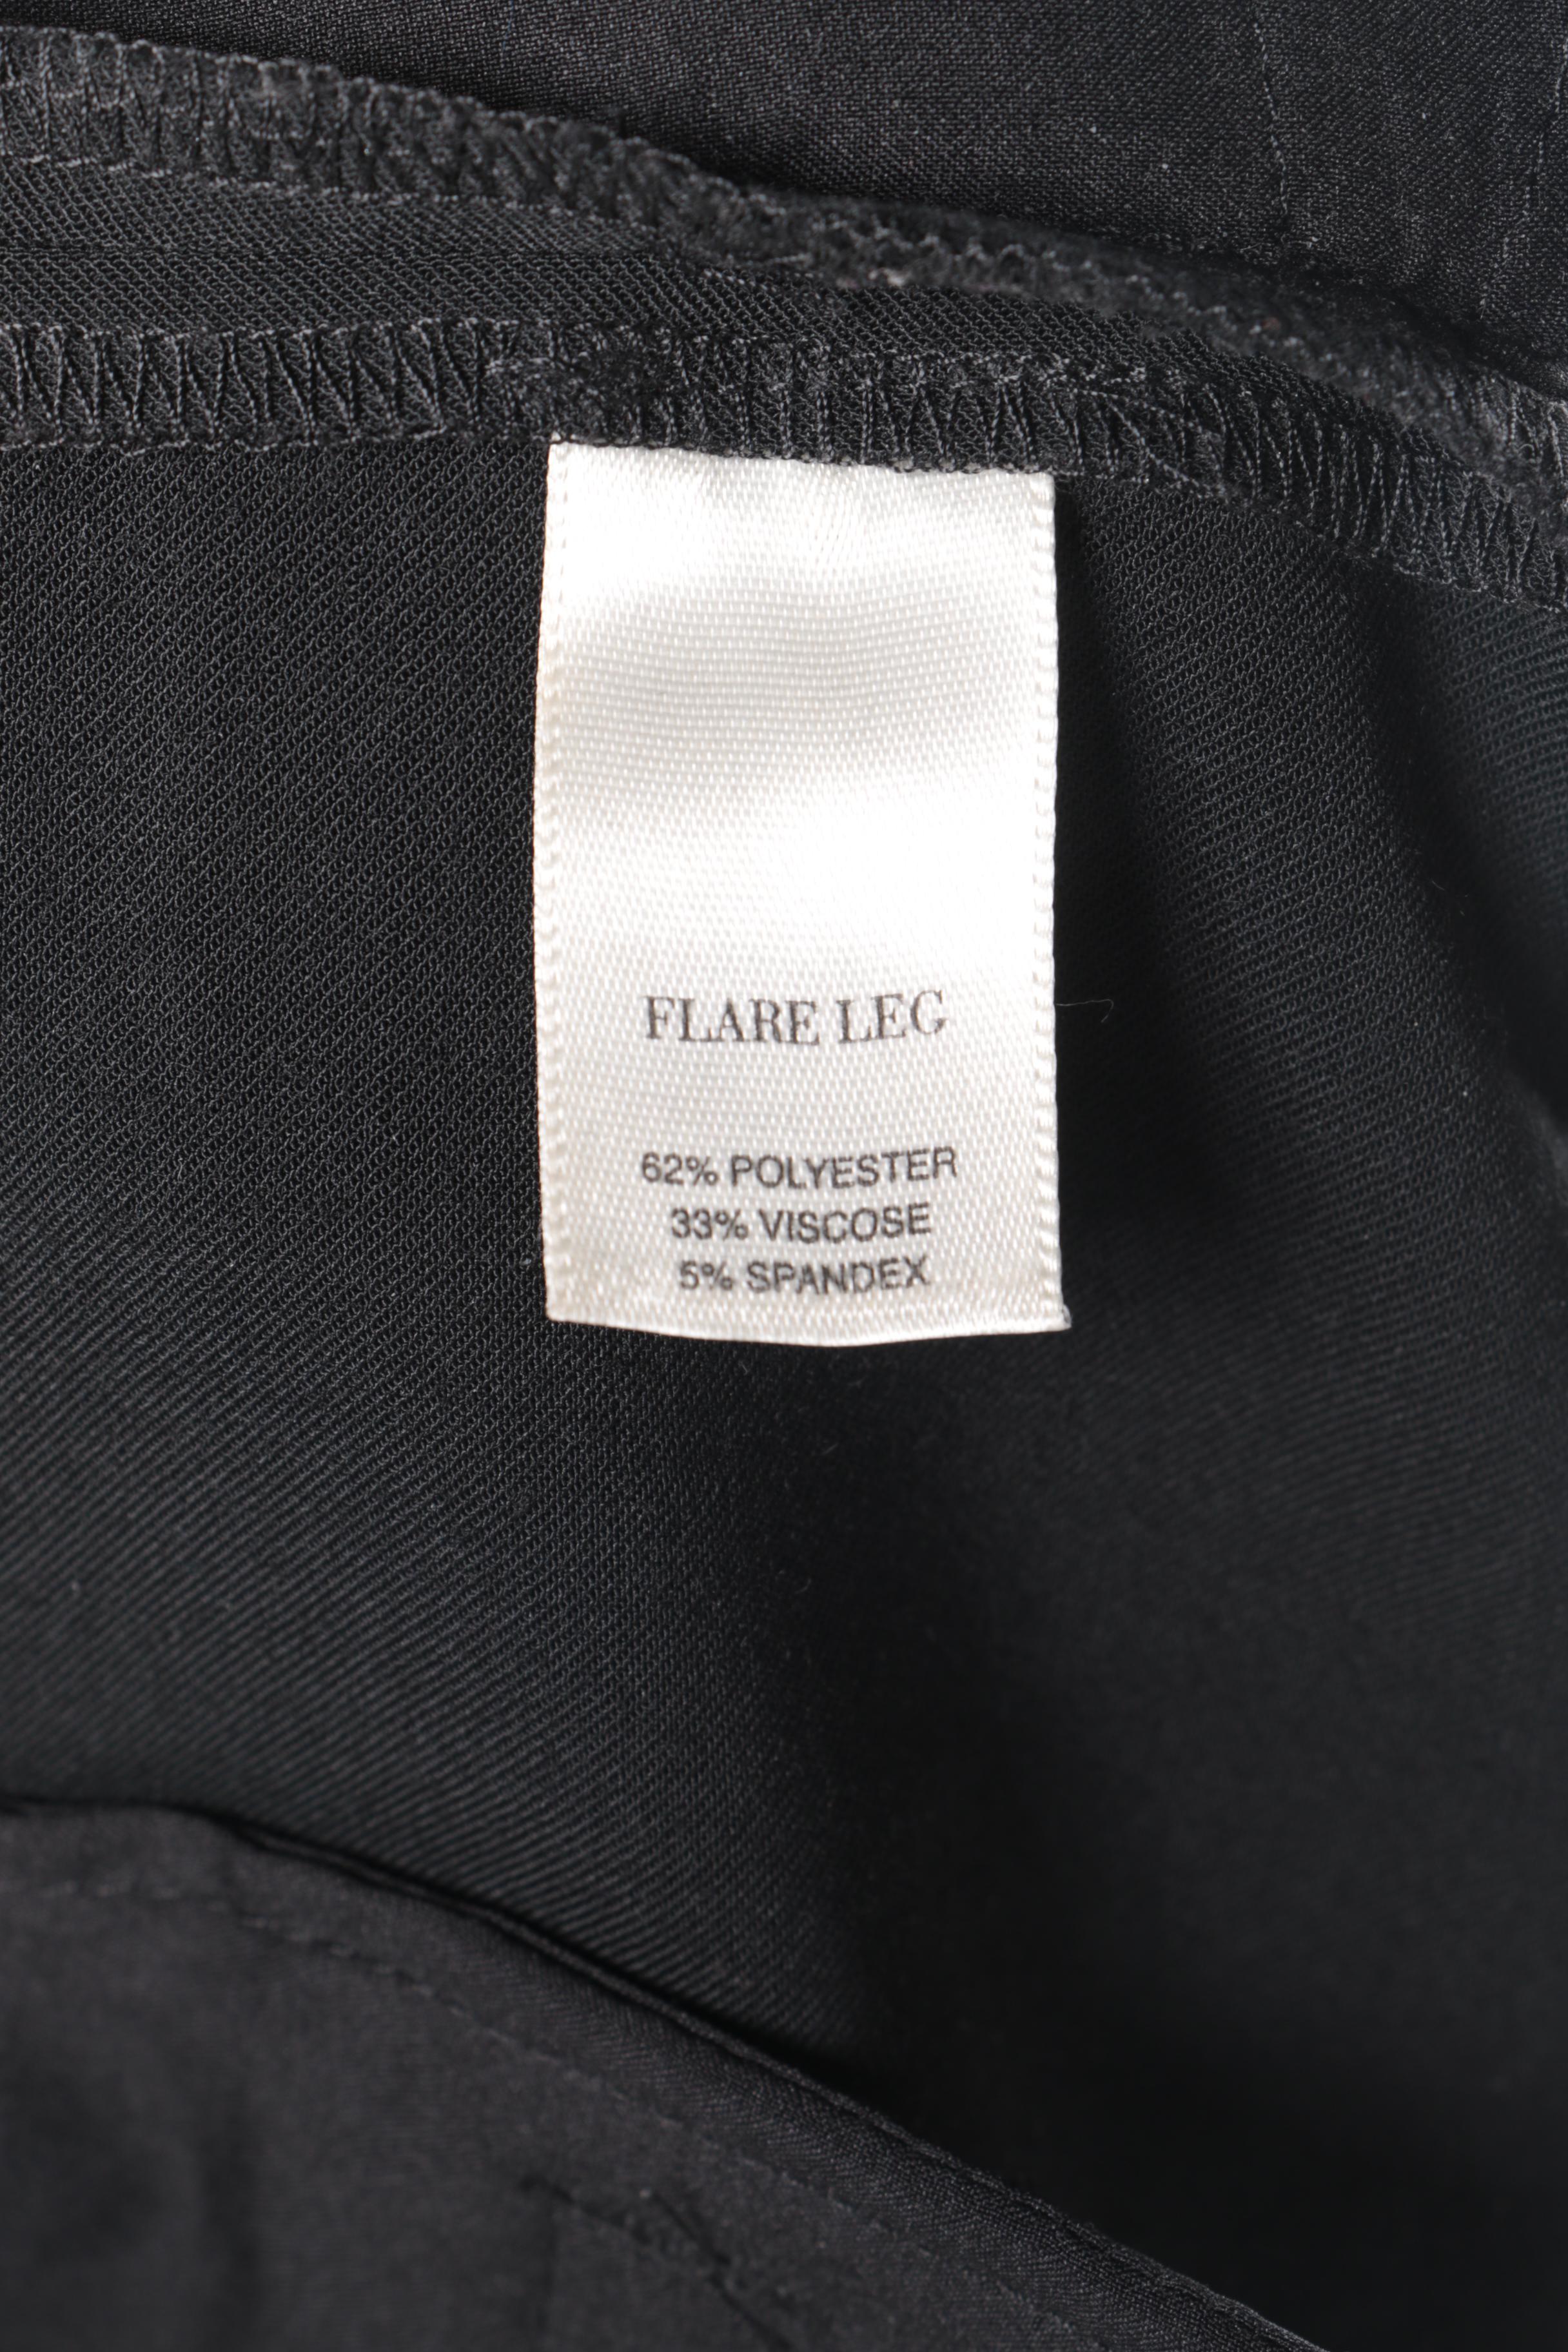 FLARE LEG
62% POLYESTER
33% VISCOSE
5% SPANDEX